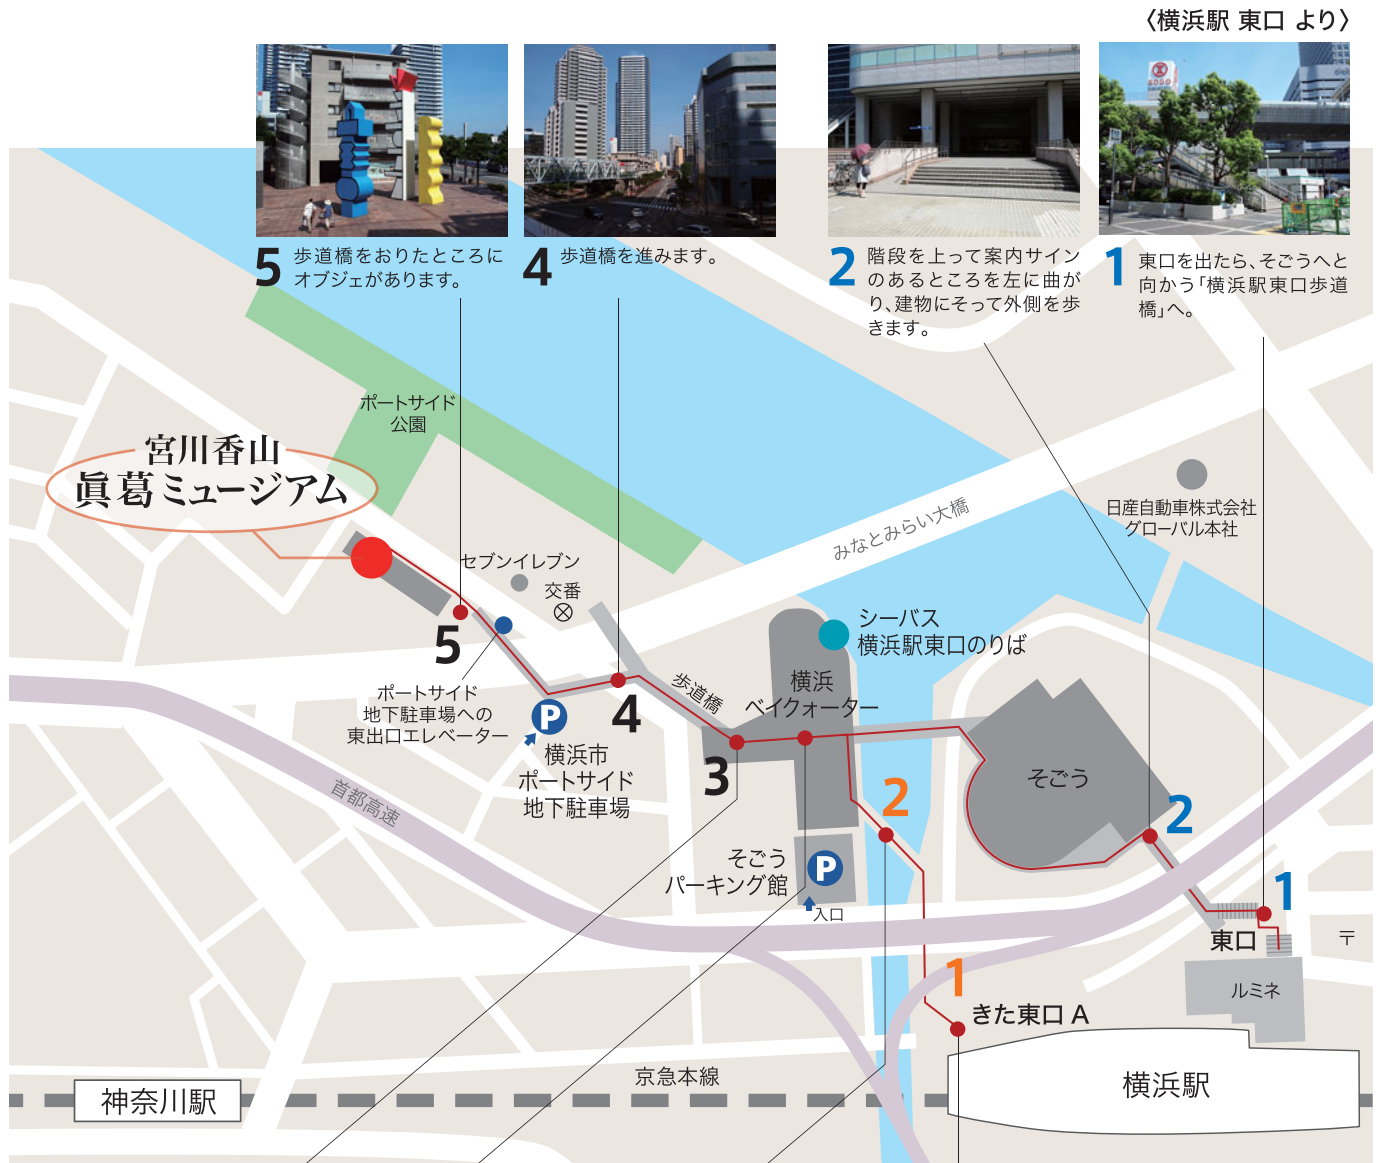 〈横浜駅 東口 より〉
5
歩道橋をおりたところに
オブジェがあります。
4
歩道橋を進みます。
2
階段を上って案内サイン
のあるところを左に曲が
り、建物にそって外側を歩
きます。
1
東口を出たら、そごうへと
向かう「横浜駅東口歩道
橋」へ。
ポートサイド
公園
宮川香山
眞葛ミュージアム
日産自動車株式会社
グローバル本社
みなとみらい大橋
セブンイレブン
交番
シーバス
横浜駅東口のりば
5
ポートサイド
地下駐車場への
東出口エレベーター
4
歩道橋
横浜
ベイクォーター
P
横浜市
ポートサイド
地下駐車場
3
そごう
2
2
首都高速
そごう
パーキング館
P
入口
1
東口
〒
ルミネ
1
きた東口 A
京急本線
神奈川駅
横浜駅